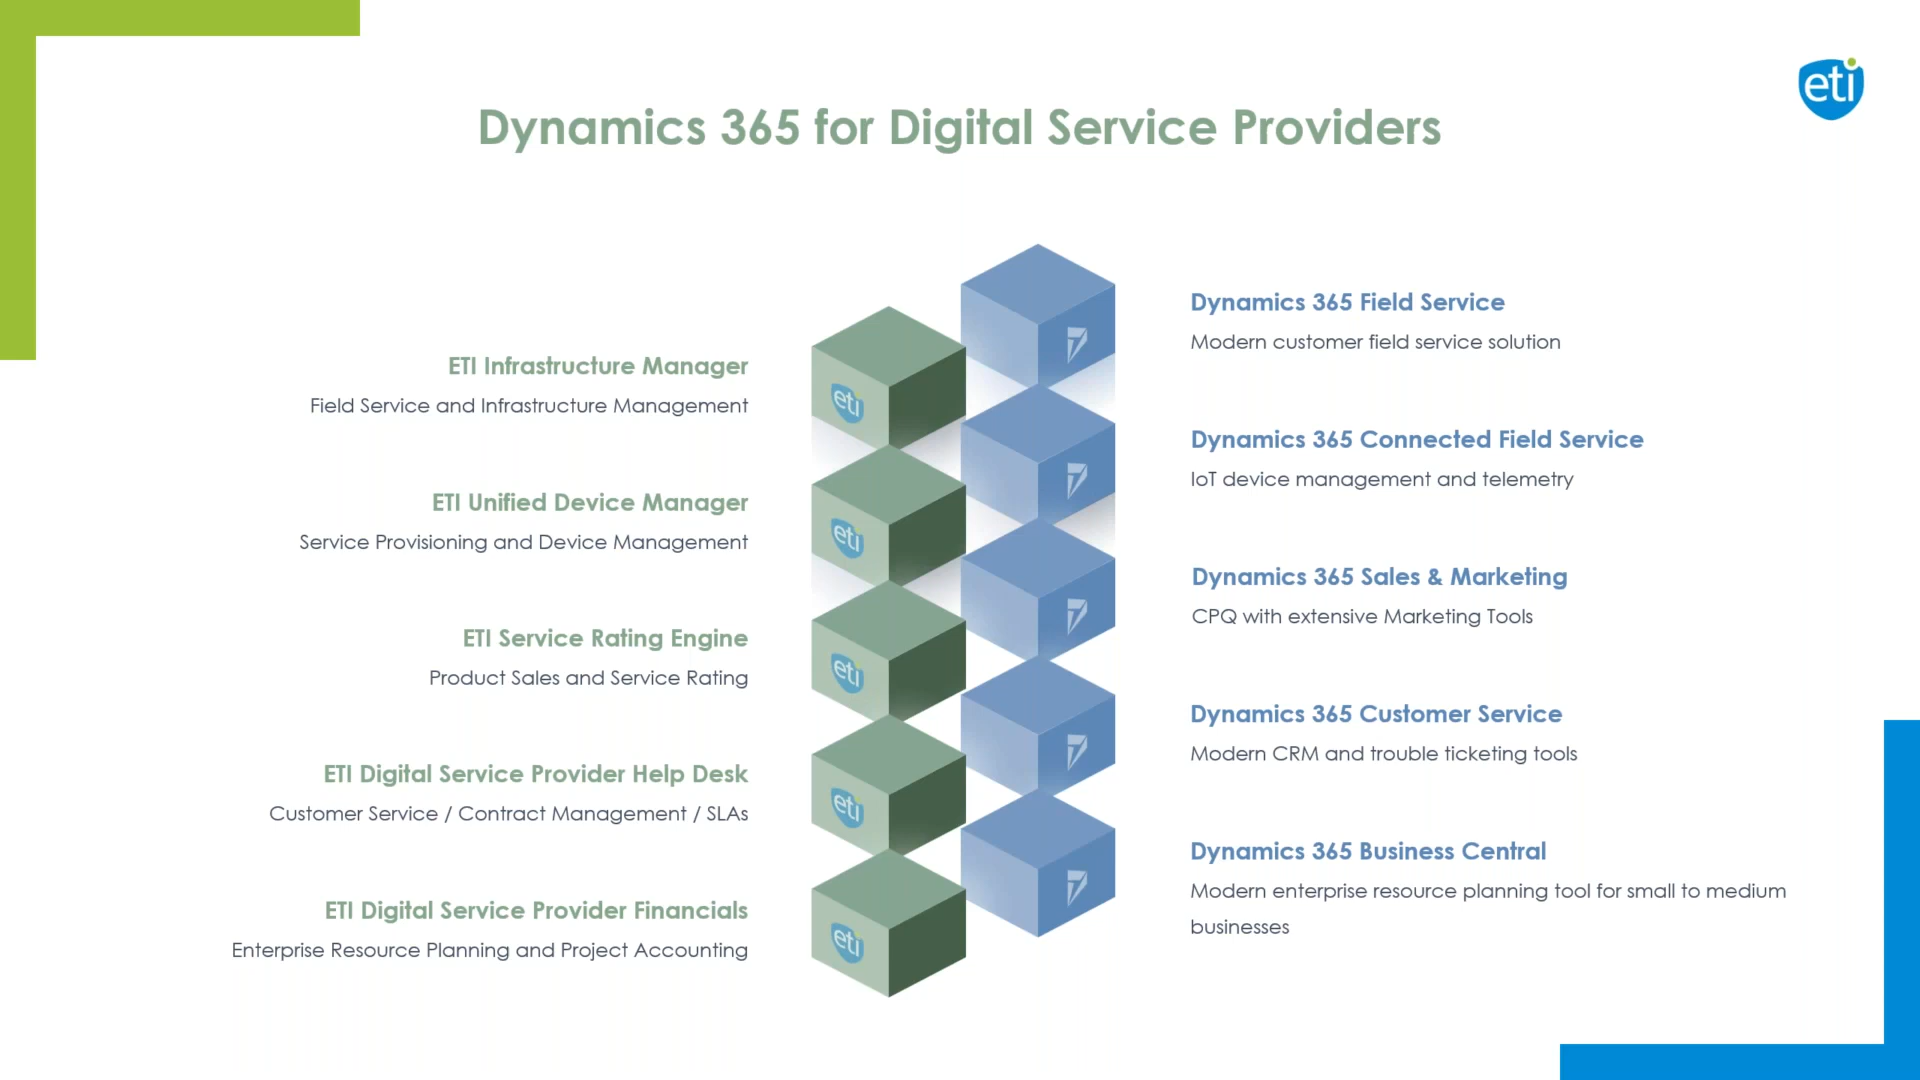 eti
Dynamics 365 for Digital Service Providers
ETI Infrastructure Manager
Field Service and Infrastructure Management
ETI Unified Device Manager
Service Provisioning and Device Management
ETI Service Rating Engine
Product Sales and Service Rating
ETI Digital Service Provider Help Desk
Customer Service / Contract Management / SLAs
ETI Digital Service Provider Financials
Enterprise Resource Planning and Project Accounting
eti
eti
eti
eti
eti
Dynamics 365 Field Service
Modern customer field service solution
Dynamics 365 Connected Field Service
IoT device management and telemetry
Dynamics 365 Sales & Marketing
CPQ with extensive Marketing Tools
Dynamics 365 Customer Service
Modern CRM and trouble ticketing tools
Dynamics 365 Business Central
Modern enterprise resource planning tool for small to medium
businesses